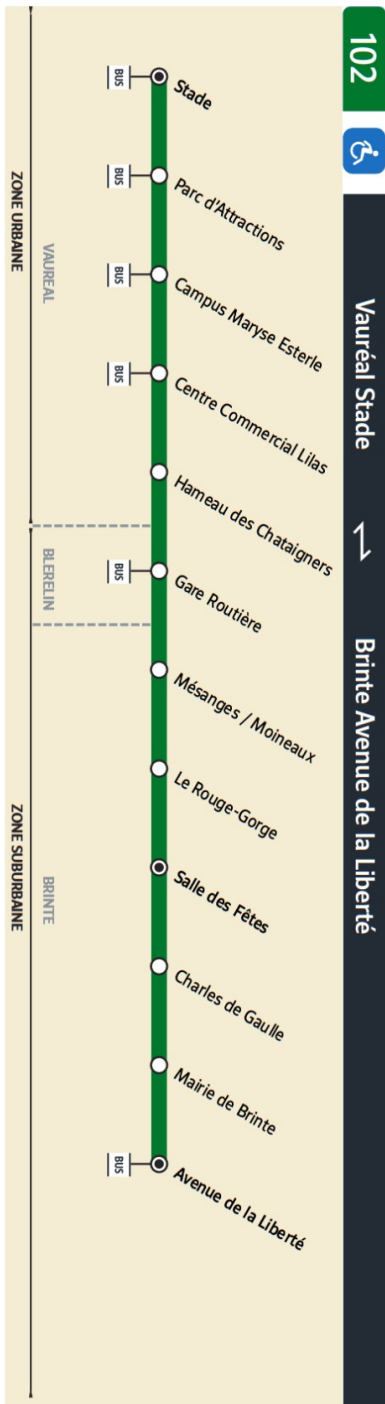 102
Vauréal Stade
Brinte Avenue de la Liberté
Stade
Parc d'Attractions
Campus Maryse Esterle
Centre Commercial Lilas
Hameau des Chataigners
Gare Routière
Mésanges / Moineaux
Le Rouge-Gorge
Salle des Fêtes
Charles de Gaulle
Mairie de Brinte
Avenue de la Liberté
BUS
BUS
BUS
BUS
BUS
BUS
VAUREAL
BLERELIN
BRINTE
ZONE URBAINE
ZONE SUBURBAINE